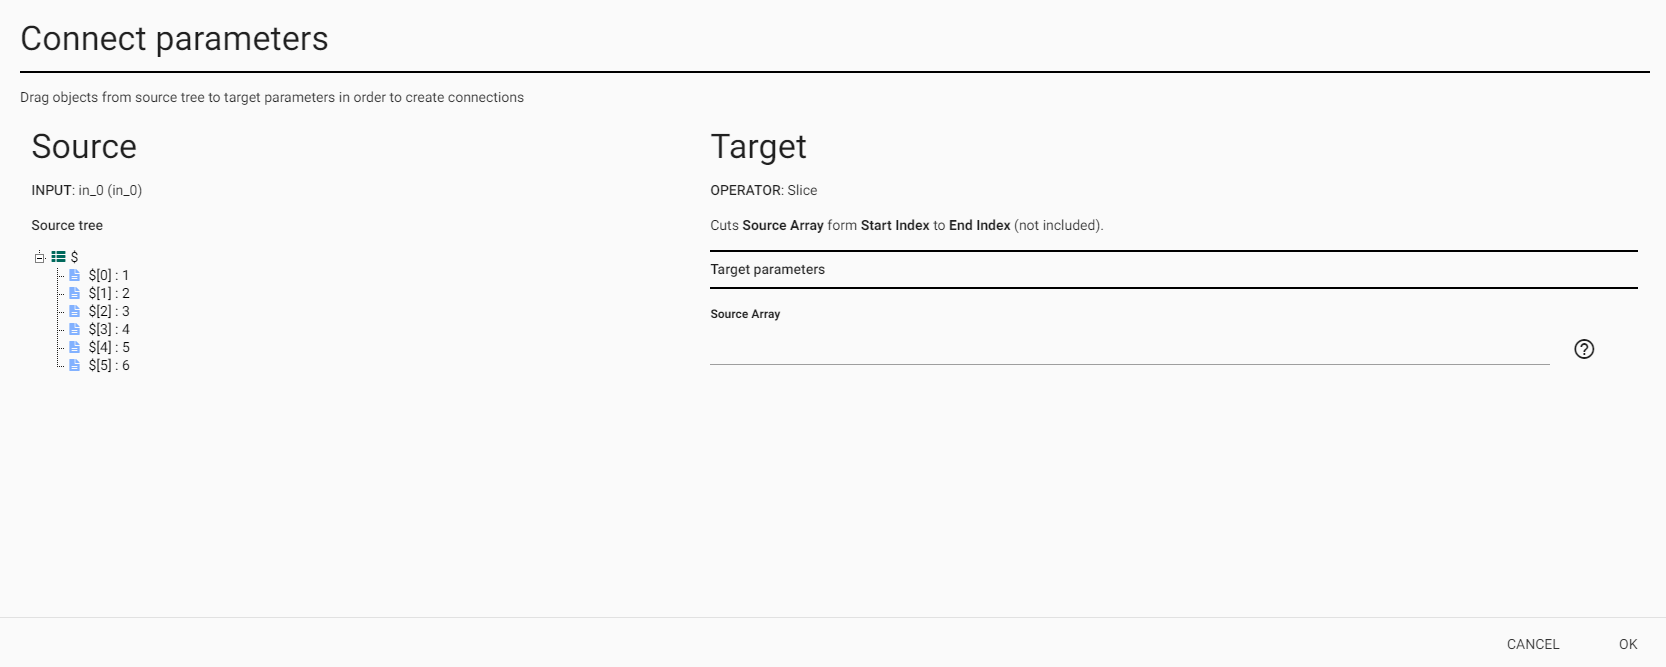 Connect parameters
Drag objects from source tree to target parameters in order to create connections
Source
INPUT: in_0 (in_0)
Source tree
$
$[0] : 1
$[1] : 2
$[2] : 3
$[3] : 4
$[4] : 5
$[5] : 6
Target
OPERATOR: Slice
Cuts Source Array form Start Index to End Index (not included).
Target parameters
Source Array
CANCEL
OK